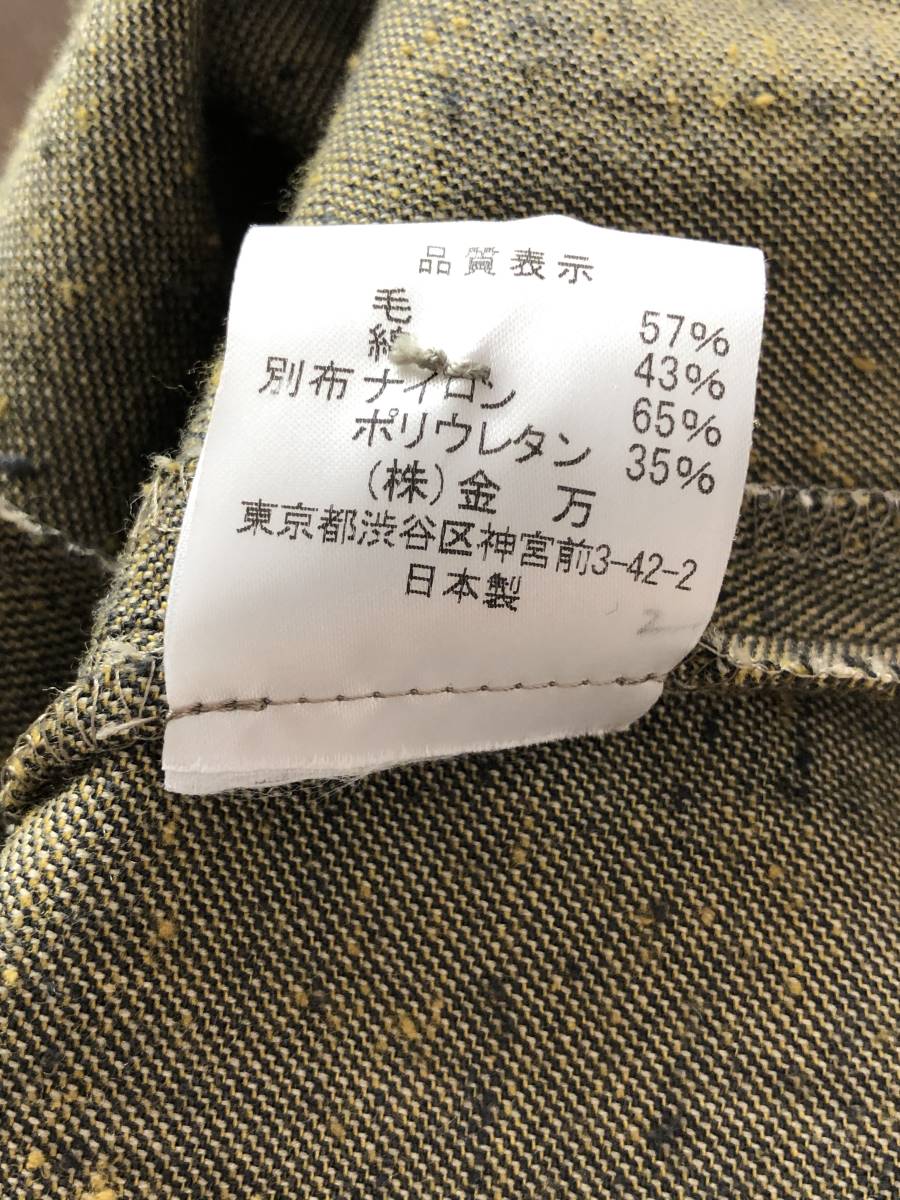 品質表示
毛 57%
綿 43%
別布 ナイロン 65%
ポリウレタン 35%
(株)金 万
東京都渋谷区神宮前3-42-2
日本製
2